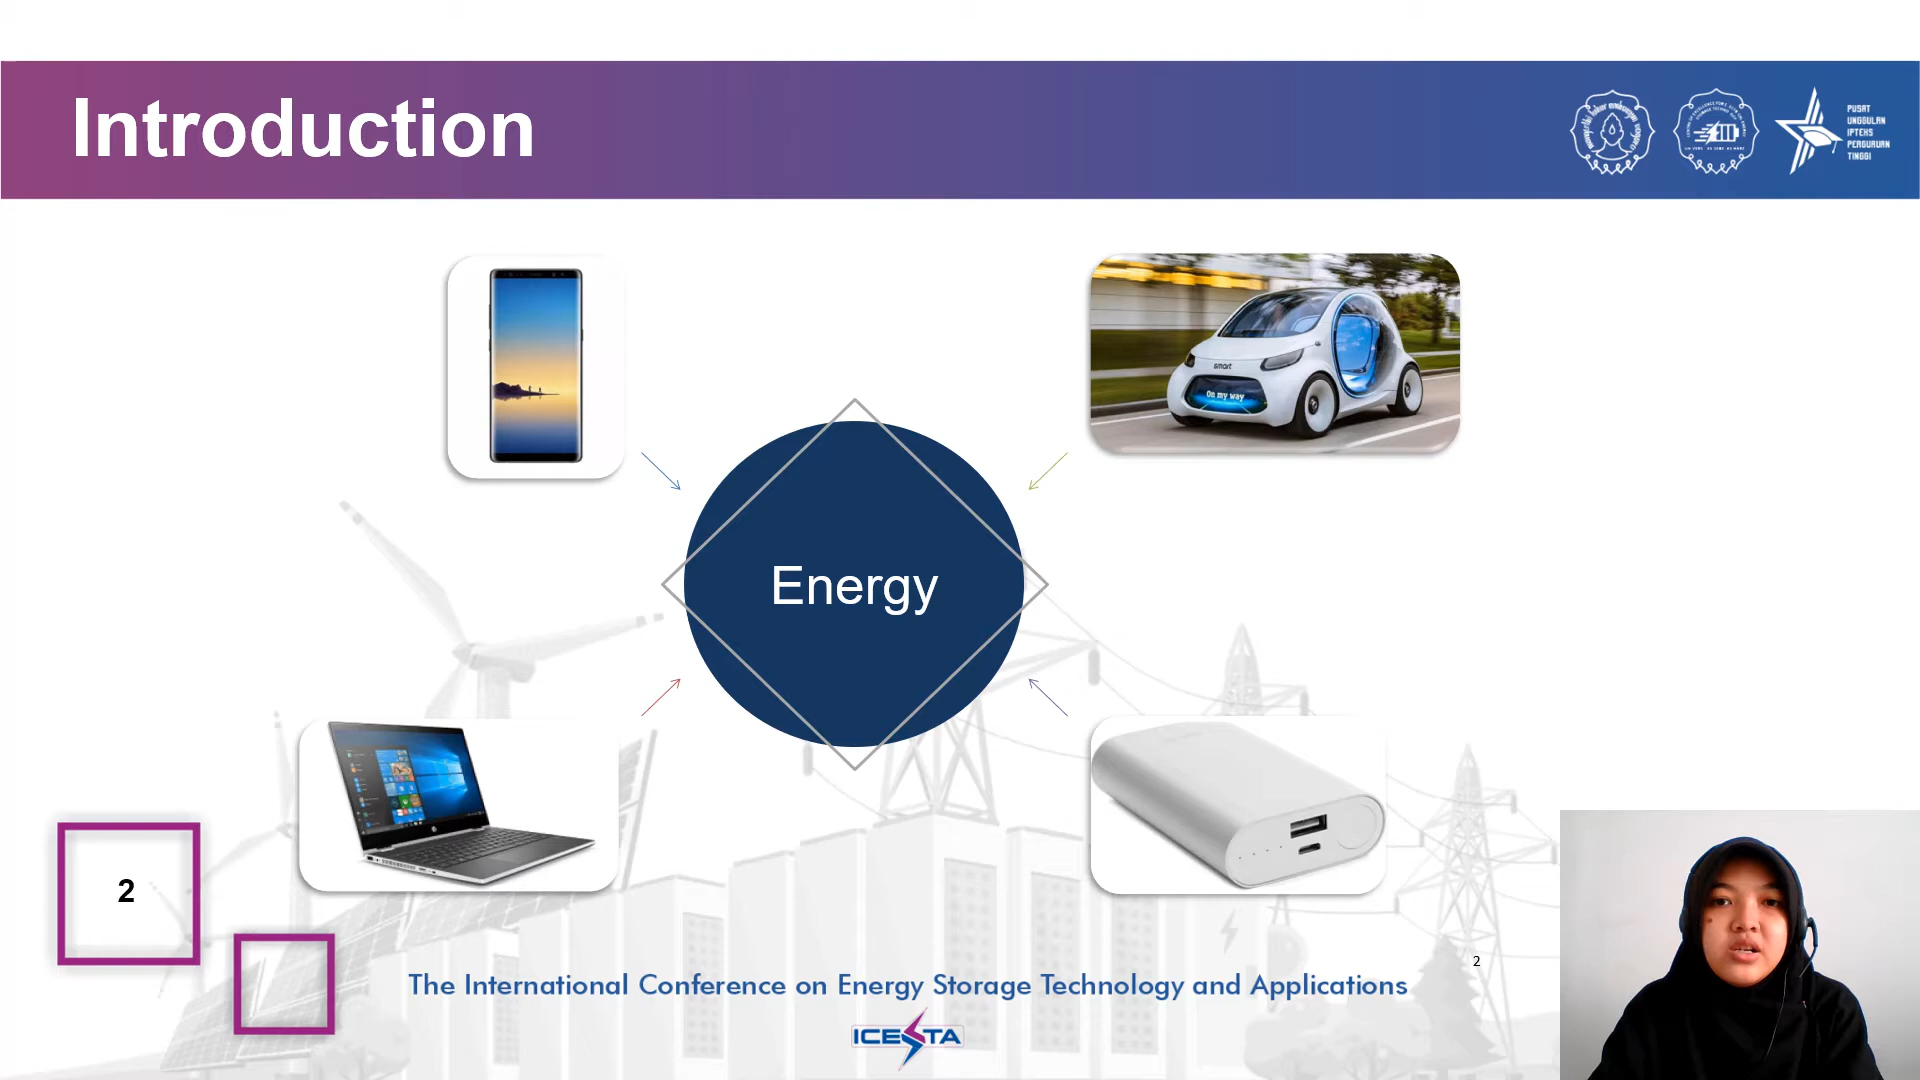 Introduction
PUSAT
UNGGULAN
IPTEKS
PERGURUAN
TINGGI
smart
On my way
Energy
2
2
The International Conference on Energy Storage Technology and Applications
ICESTA